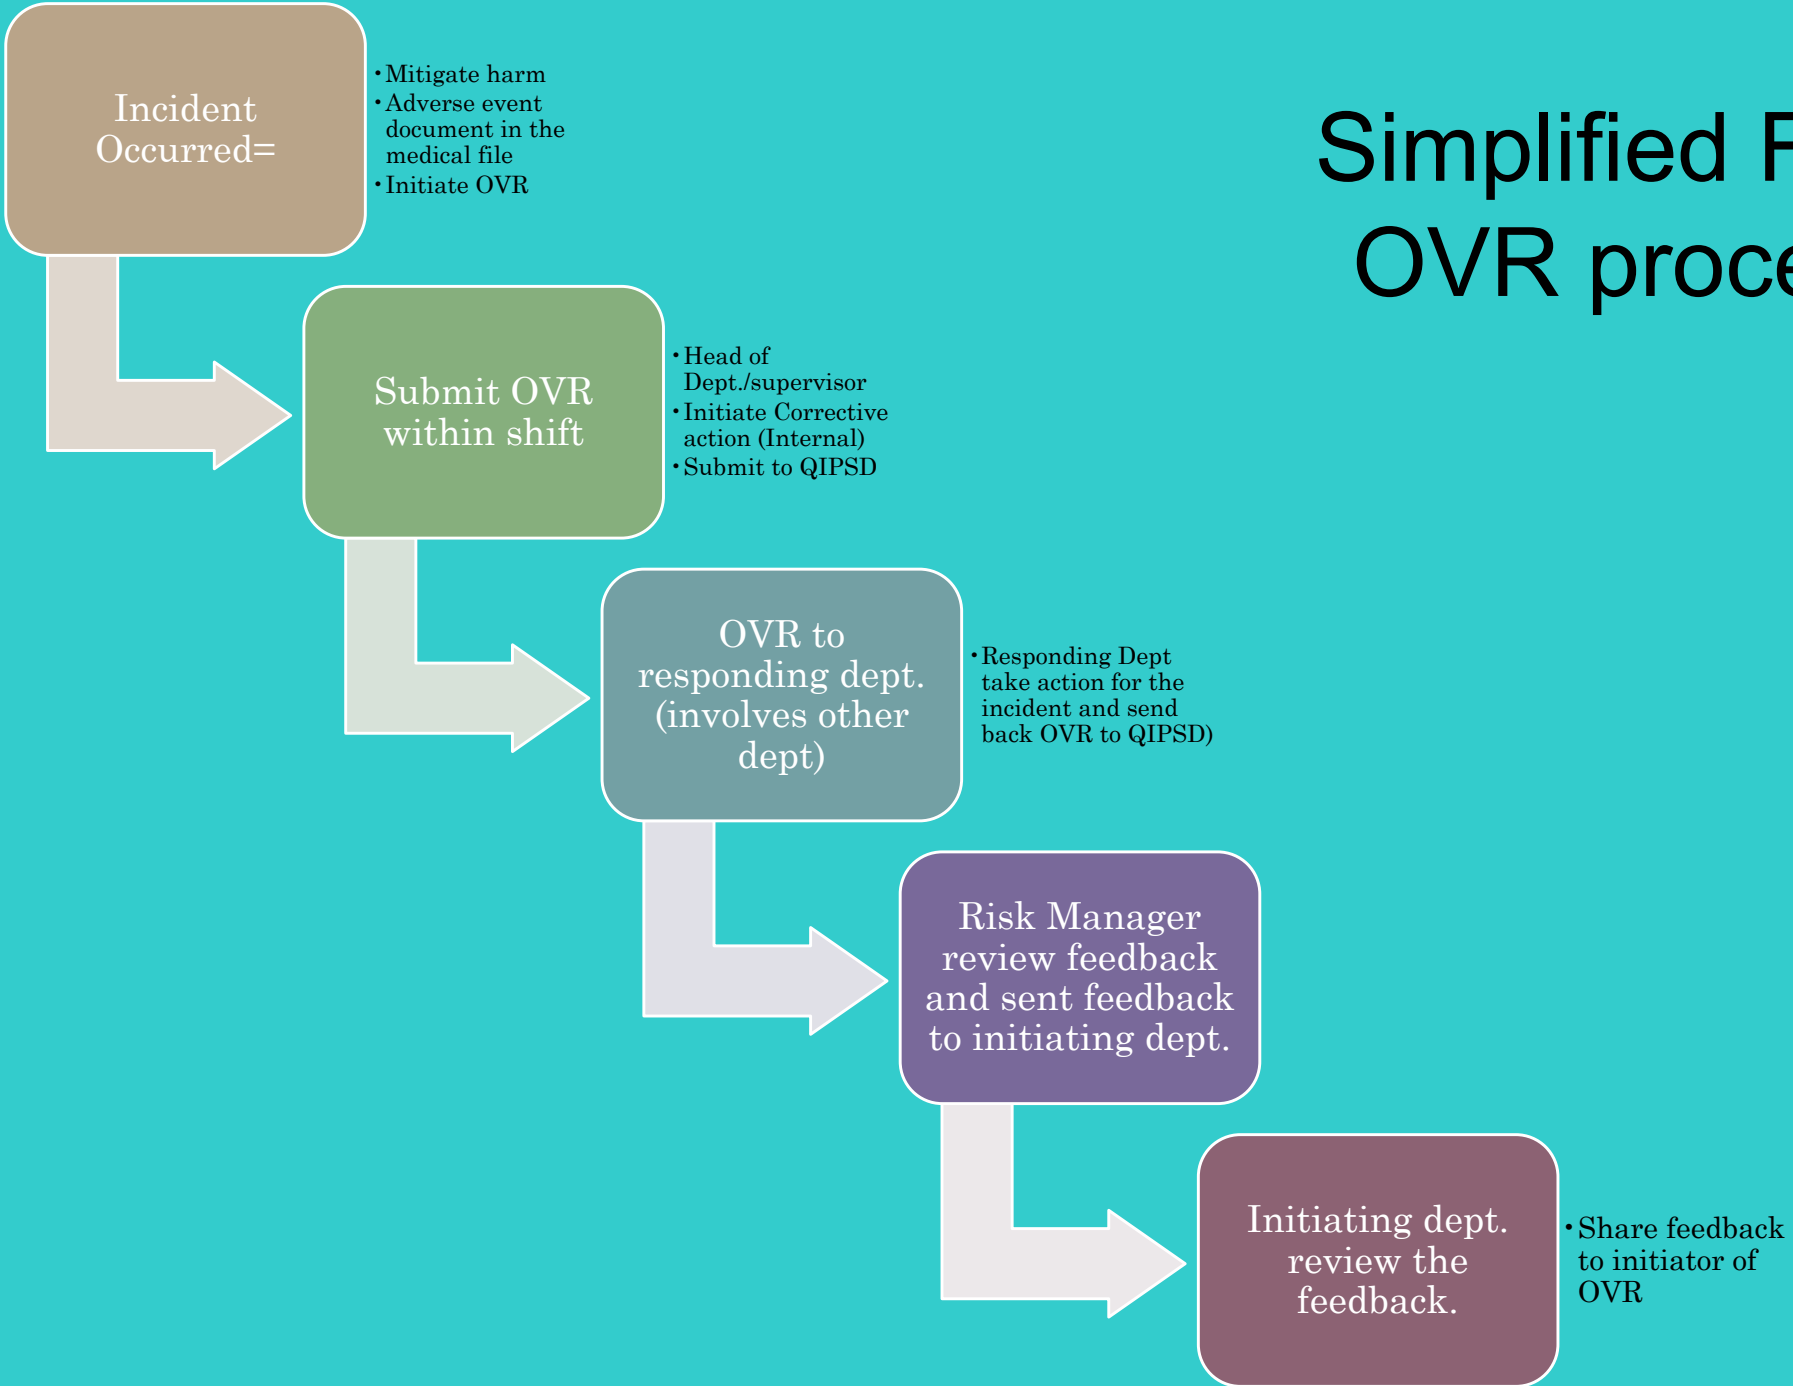 Simplified
OVR
Incident
Occurred=
•Mitigate harm
•Adverse event
document in the
medical file
•Initiate OVR
Submit OVR
within shift
•Head of
Dept./supervisor
•Initiate Corrective
action (Internal)
•Submit to QIPSD
OVR to
responding dept.
(involves other
dept)
•Responding Dept
take action for the
incident and send
back OVR to QIPSD)
Risk Manager
review feedback
and sent feedback
to initiating dept.
Initiating dept.
review the
feedback.
•Share feedback
to initiator of
OVR